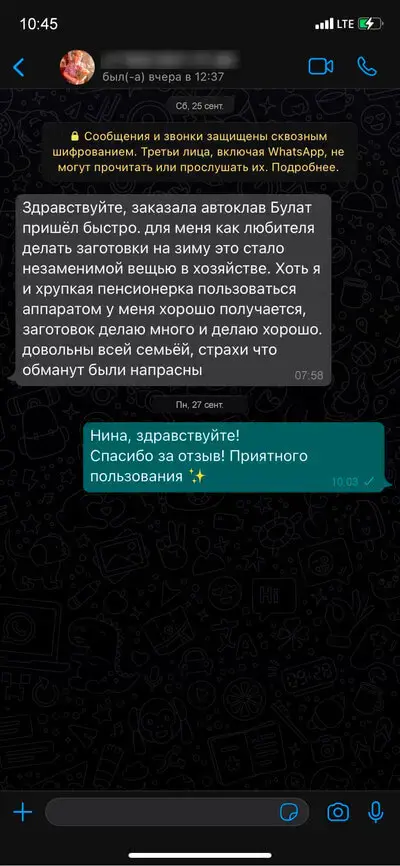 10:45
LTE
был(-а) вчера в 12:37
Сб, 25 сент.
Сообщения и звонки защищены сквозным
шифрованием. Третьи лица, включая WhatsApp, не
могут прочитать или прослушать их. Подробнее.
Здравствуйте, заказала автоклав Булат
пришёл быстро. для меня как любителя
делать заготовки на зиму это стало
незаменимой вещью в хозяйстве. Хоть я
и хрупкая пенсионерка пользоваться
аппаратом у меня хорошо получается,
заготовок делаю много и делаю хорошо.
довольны всей семьёй, страхи что
обманут были напрасны
07:58
Пн, 27 сент.
Нина, здравствуйте!
Спасибо за отзыв! Приятного
пользования ✨
10:03